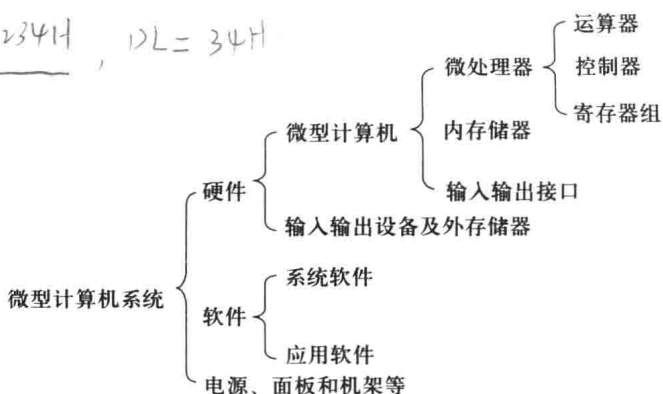 234H, DL = 34H
运算器
微处理器
控制器
寄存器组
微型计算机
内存储器
硬件
输入输出接口
输入输出设备及外存储器
系统软件
微型计算机系统
软件
应用软件
电源、面板和机架等